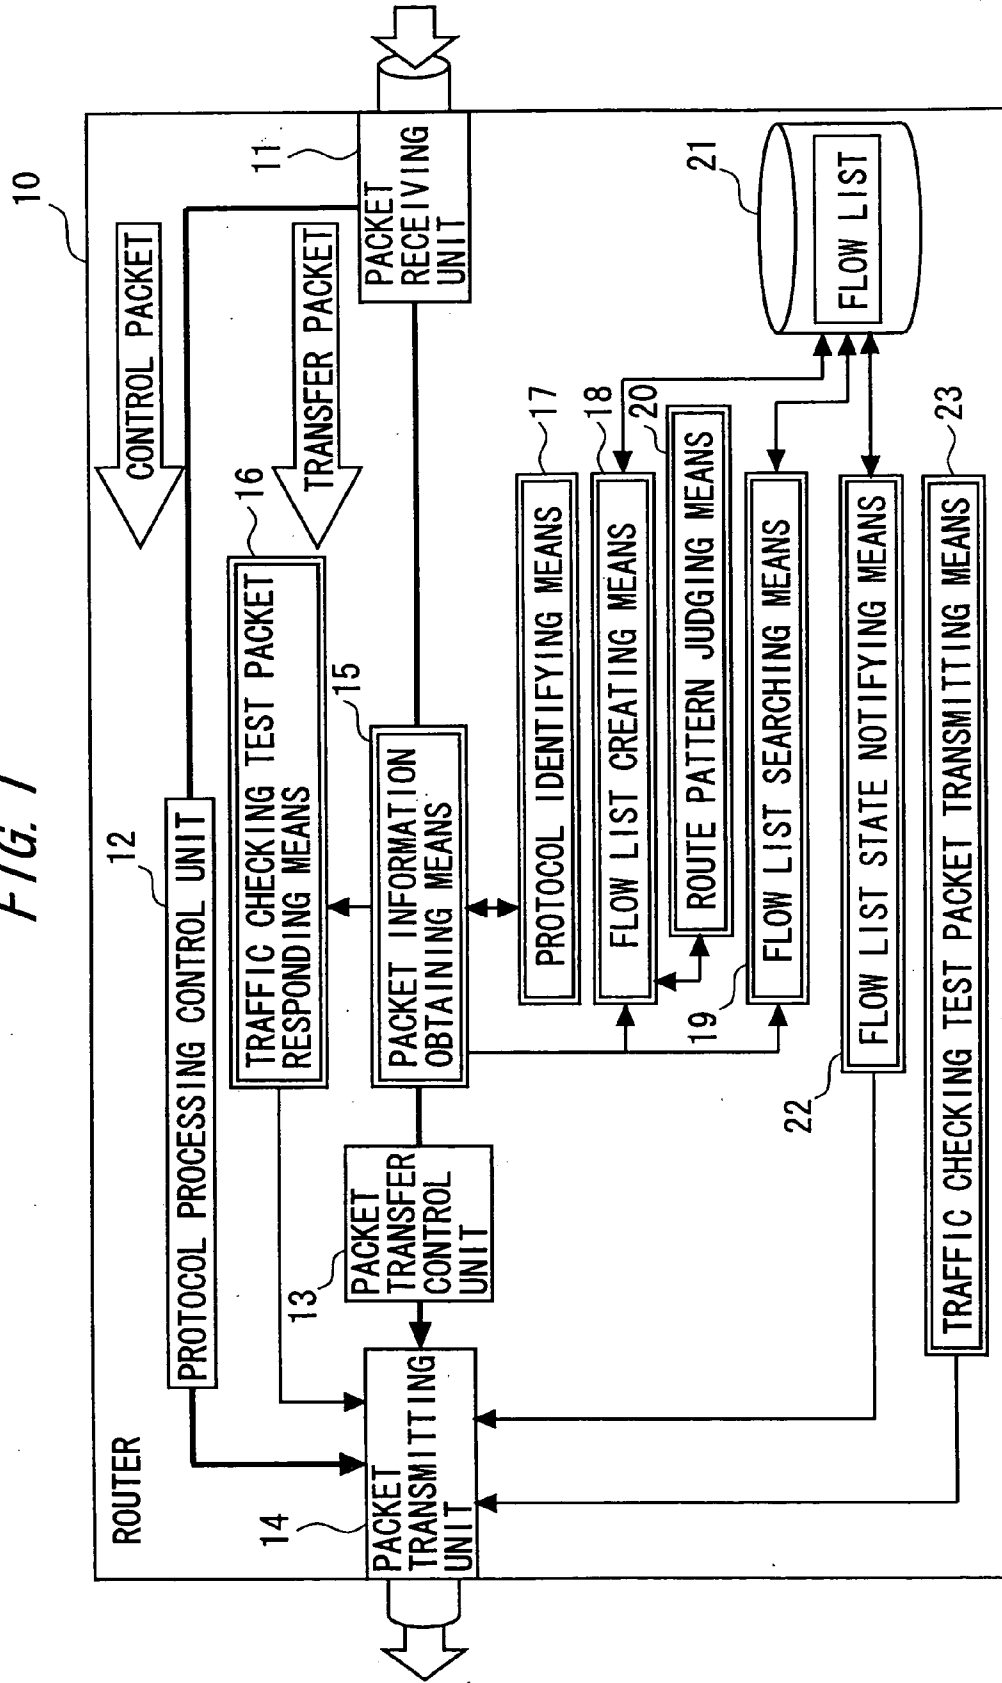 FIG. 1
10
ROUTER
CONTROL PACKET
TRANSFER PACKET
11
PACKET
RECEIVING
UNIT
12
PROTOCOL PROCESSING CONTROL UNIT
16
TRAFFIC CHECKING TEST PACKET
RESPONDING MEANS
15
PACKET INFORMATION
OBTAINING MEANS
13
PACKET
TRANSFER
CONTROL
UNIT
14
PACKET
TRANSMITTING
UNIT
17
PROTOCOL IDENTIFYING MEANS
18
FLOW LIST CREATING MEANS
20
ROUTE PATTERN JUDGING MEANS
19
FLOW LIST SEARCHING MEANS
21
FLOW LIST
22
FLOW LIST STATE NOTIFYING MEANS
23
TRAFFIC CHECKING TEST PACKET TRANSMITTING MEANS